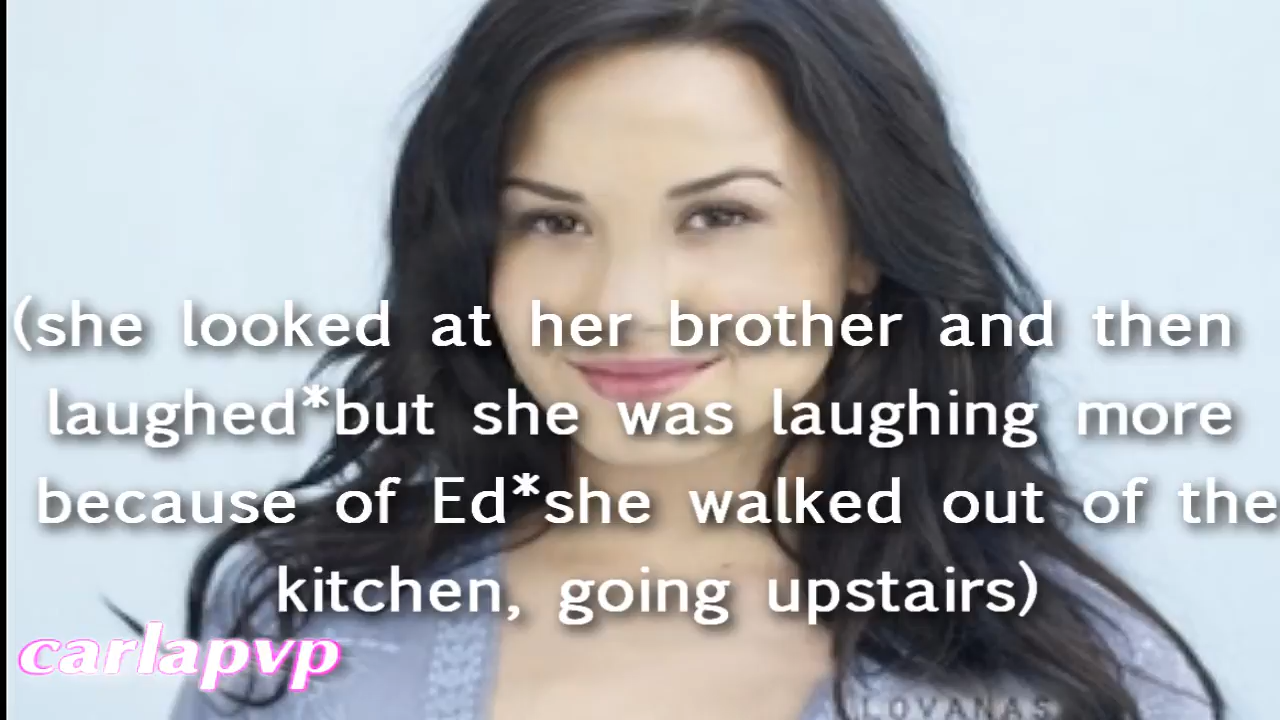 (she looked at her brother and then
laughed*but she was laughing more
because of Ed*she walked out of the
kitchen, going upstairs)
carlapvp
LOVANAS